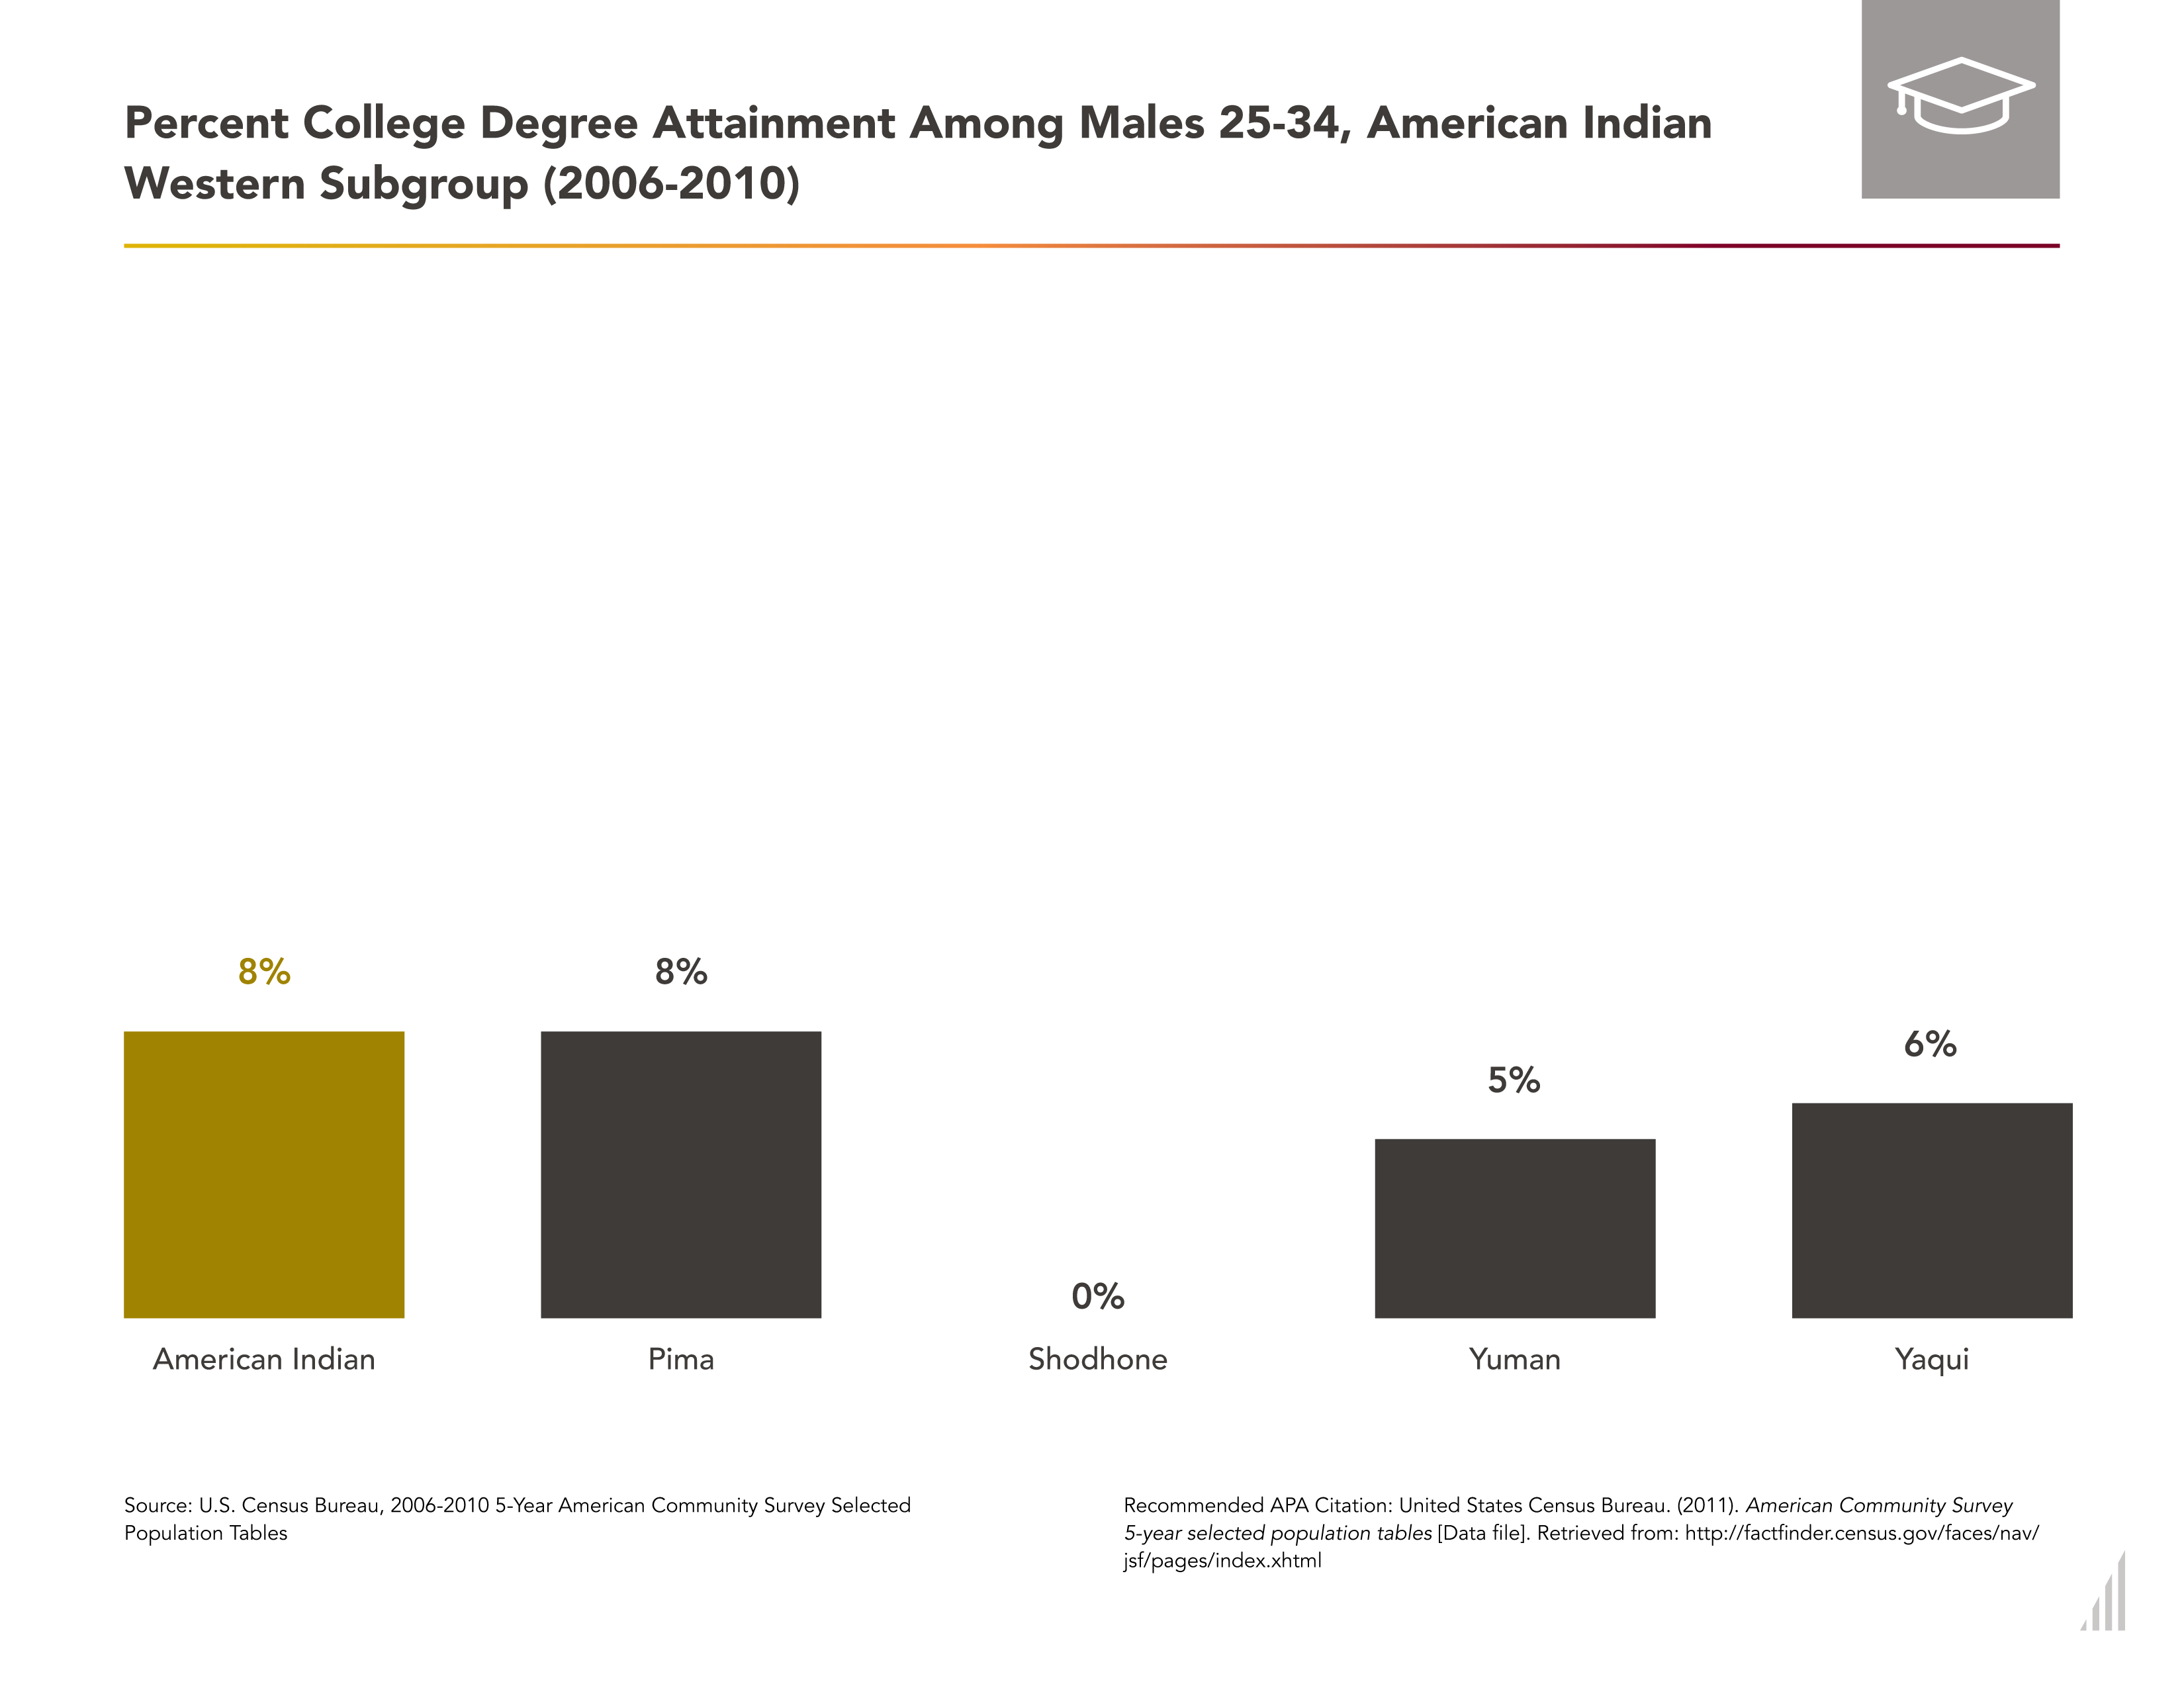 Percent College Degree Attainment Among Males 25-34, American Indian
Western Subgroup (2006-2010)
8%
8%
0%
5%
6%
American Indian
Pima
Shodhone
Yuman
Yaqui
Source: U.S. Census Bureau, 2006-2010 5-Year American Community Survey Selected
Population Tables
Recommended APA Citation: United States Census Bureau. (2011). American Community Survey
5-year selected population tables [Data file]. Retrieved from: http://factfinder.census.gov/faces/nav/
jsf/pages/index.xhtml